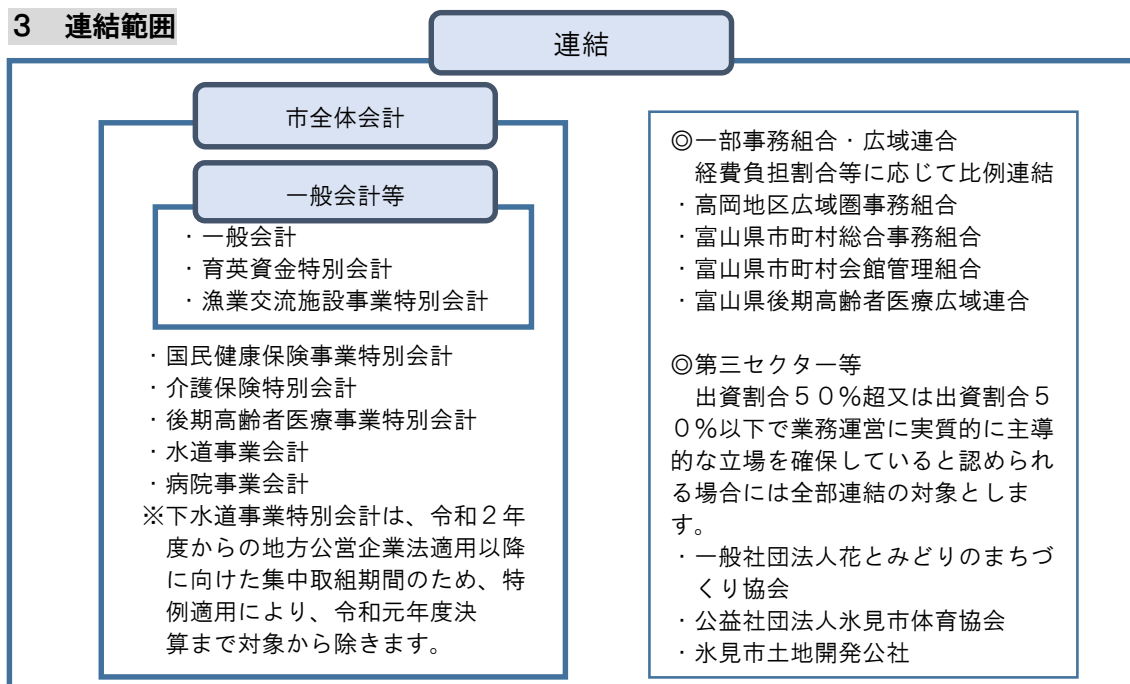 ３　連結範囲
連結
市全体会計
一般会計等
・一般会計
・育英資金特別会計
・漁業交流施設事業特別会計
・国民健康保険事業特別会計
・介護保険特別会計
・後期高齢者医療事業特別会計
・水道事業会計
・病院事業会計
※下水道事業特別会計は、令和２年
度からの地方公営企業法適用以降
に向けた集中取組期間のため、特
例適用により、令和元年度決
算まで対象から除きます。
◎一部事務組合・広域連合
経費負担割合等に応じて比例連結
・高岡地区広域圏事務組合
・富山県市町村総合事務組合
・富山県市町村会館管理組合
・富山県後期高齢者医療広域連合
◎第三セクター等
出資割合５０％超又は出資割合５
０％以下で業務運営に実質的に主導
的な立場を確保していると認められ
る場合には全部連結の対象としま
す。
・一般社団法人花とみどりのまちづ
くり協会
・公益社団法人氷見市体育協会
・氷見市土地開発公社